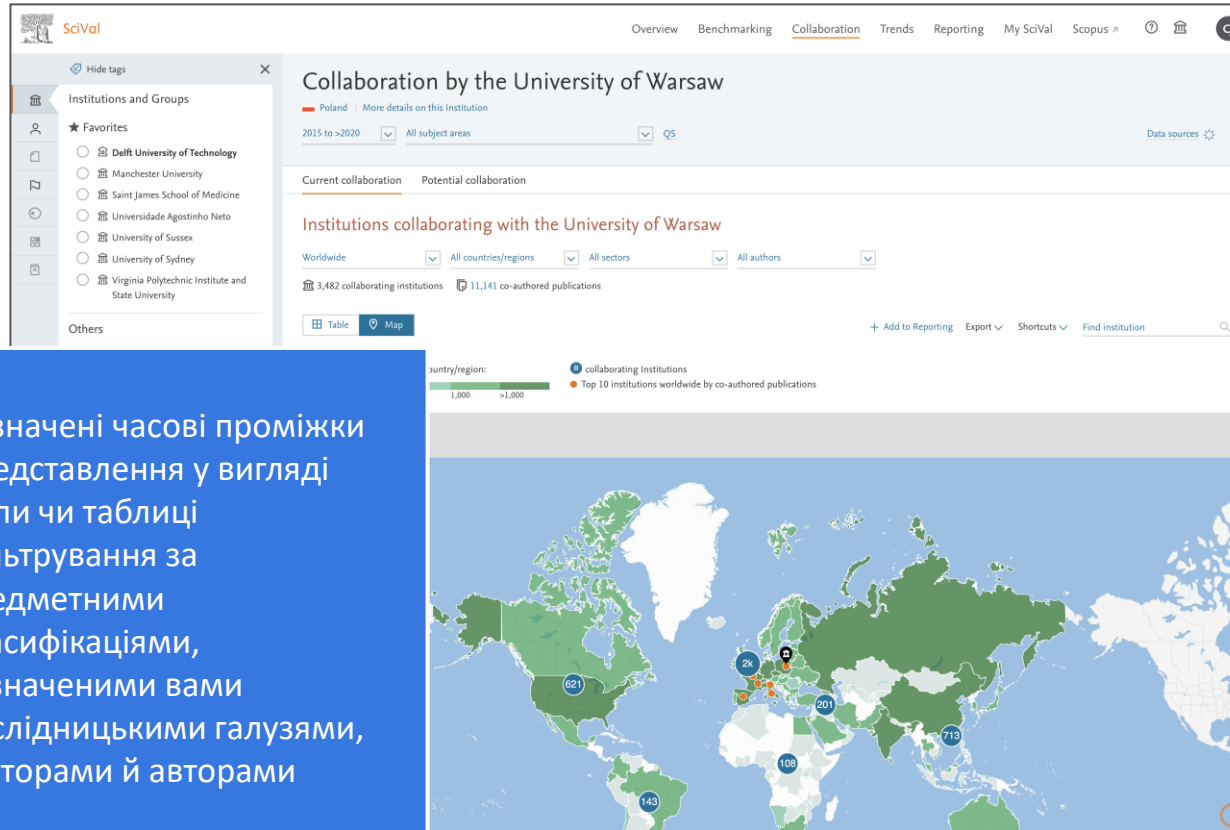 SciVal
Overview Benchmarking Collaboration Trends Reporting My SciVal Scopus
Hide tags
Institutions and Groups
Favorites
Delft University of Technology
Manchester University
Saint James School of Medicine
Universidade Agostinho Neto
University of Sussex
University of Sydney
Virginia Polytechnic Institute and
State University
Others
Collaboration by the University of Warsaw
Poland | More details on this Institution
2015 to >2020 All subject areas QS
Data sources
Current collaboration Potential collaboration
Institutions collaborating with the University of Warsaw
Worldwide All countries/regions All sectors All authors
3,482 collaborating institutions 11,141 co-authored publications
Table Map
+ Add to Reporting Export Shortcuts Find institution
ountry/region:
1,000 >1,000
collaborating Institutions
Top 10 institutions worldwide by co-authored publications
значені часові проміжки
едставлення у вигляді
пи чи таблиці
льтрування за
едметними
асифікаціями,
значеними вами
слідницькими галузями,
торами й авторами
2k
621
201
713
108
143